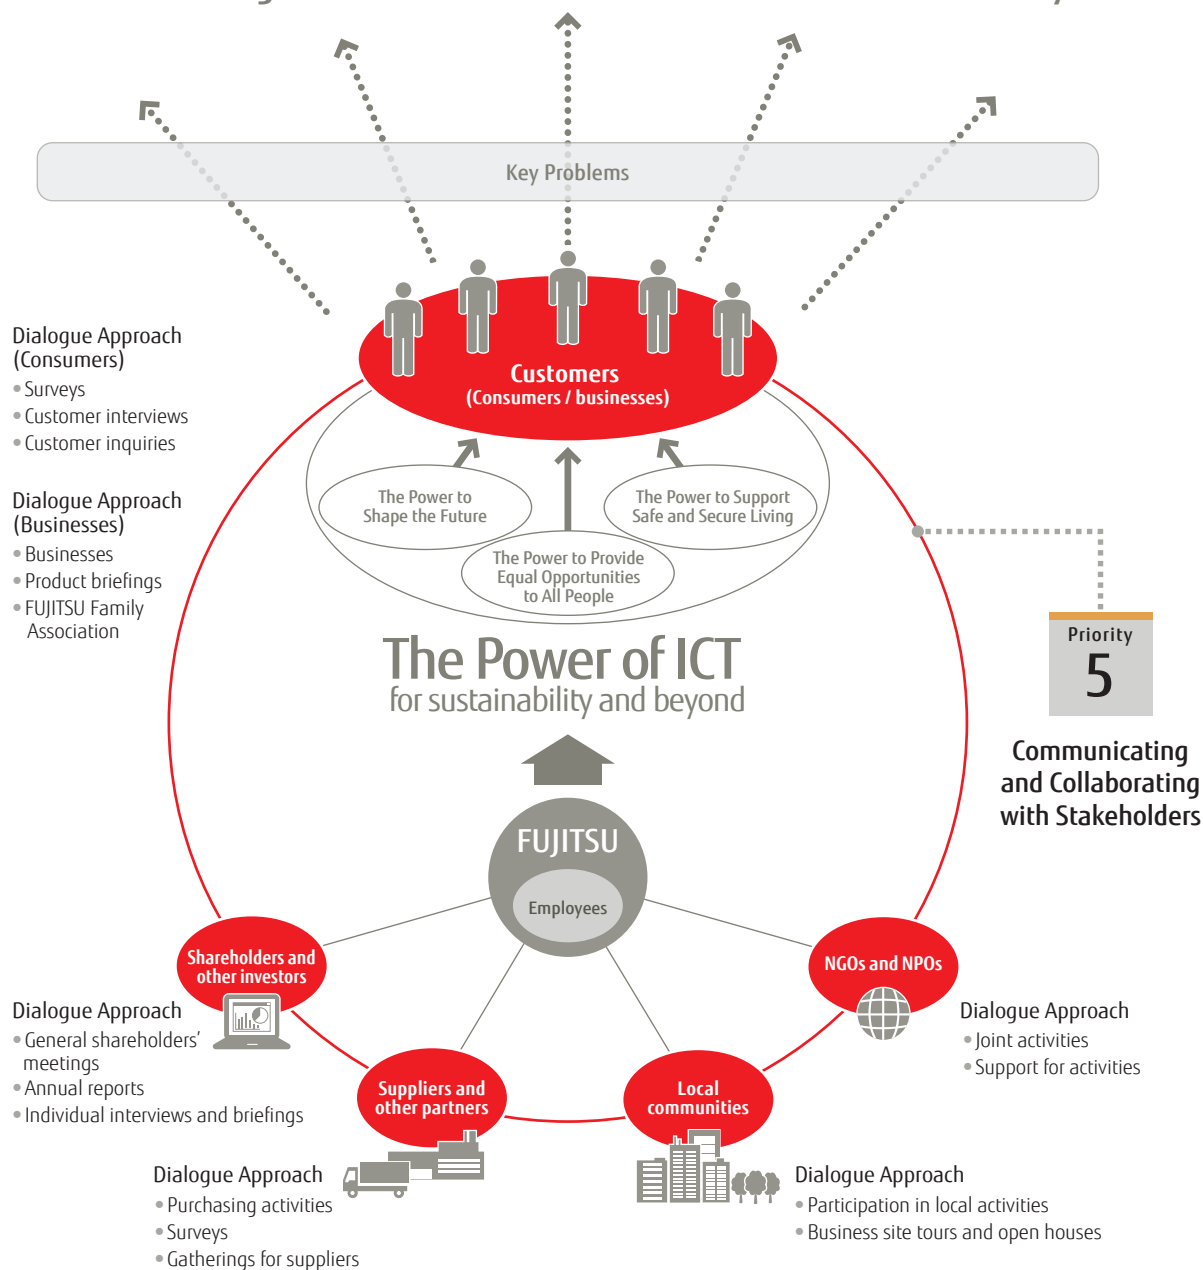 Key Problems
Dialogue Approach
(Consumers)
• Surveys
• Customer interviews
• Customer inquiries
Dialogue Approach
(Businesses)
• Businesses
• Product briefings
• FUJITSU Family
Association
Customers
(Consumers / businesses)
The Power to
Shape the Future
The Power to Provide
Equal Opportunities
to All People
The Power to Support
Safe and Secure Living
The Power of ICT
for sustainability and beyond
Priority
5
Communicating
and Collaborating
with Stakeholders
FUJITSU
Employees
Shareholders and
other investors
Dialogue Approach
• General shareholders'
meetings
• Annual reports
• Individual interviews and briefings
Suppliers and
other partners
Dialogue Approach
• Purchasing activities
• Surveys
• Gatherings for suppliers
Local
communities
Dialogue Approach
• Participation in local activities
• Business site tours and open houses
NGOs and NPOs
Dialogue Approach
• Joint activities
• Support for activities